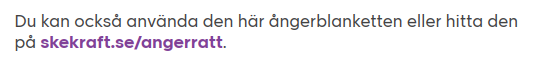 Du kan också använda den här ångerblanketten eller hitta den
på skekraft.se/angerratt.